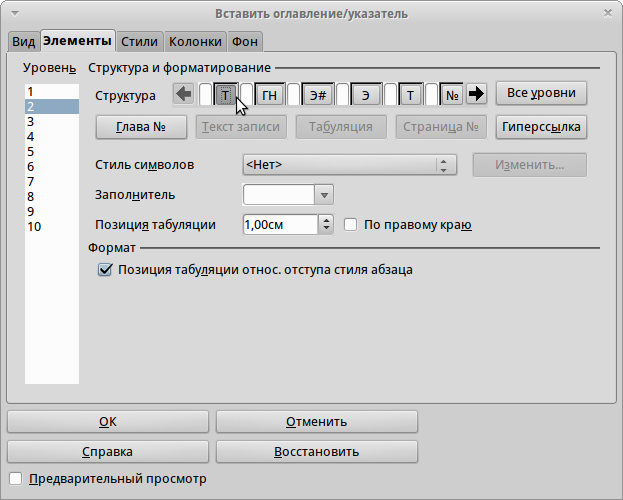 Вставить оглавление/указатель
Вид Элементы Стили Колонки Фон
Уровень Структура и форматирование
1
2
3
4
5
6
7
8
9
10
Структура Т ГН Э# Э Т № Все уровни
Глава № Текст записи Табуляция Страница № Гиперссылка
Стиль символов <Нет> Изменить...
Заполнитель
Позиция табуляции 1,00см По правому краю
Формат
Позиция табуляции относ. отступа стиля абзаца
ОК Отменить
Справка Восстановить
Предварительный просмотр